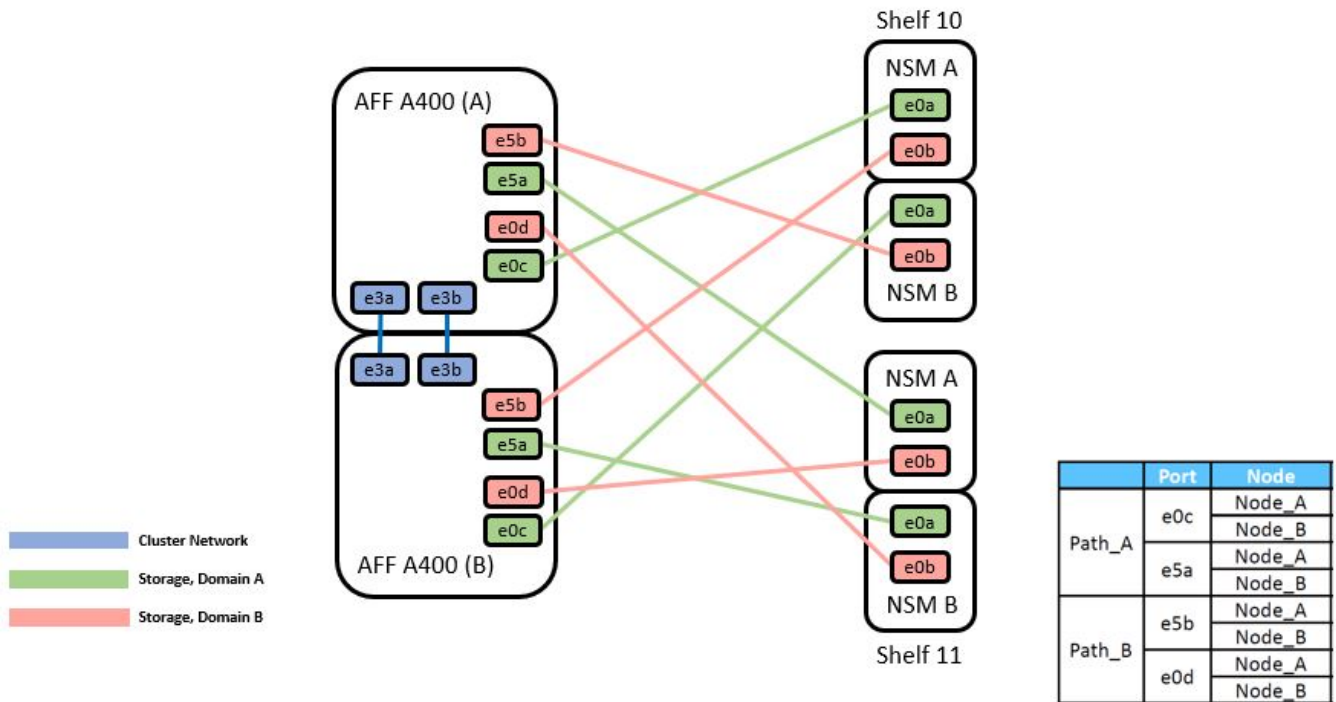 Shelf 10
AFF A400 (A)
e5b
e5a
e0d
e0c
e3a e3b
e3a e3b
e5b
e5a
e0d
e0c
AFF A400 (B)
NSM A
e0a
e0b
e0a
e0b
NSM B
NSM A
e0a
e0b
e0a
e0b
NSM B
Shelf 11
Cluster Network
Storage, Domain A
Storage, Domain B
Port Node
Path_A e0c Node_A
Node_B
e5a Node_A
Node_B
Path_B e5b Node_A
Node_B
e0d Node_A
Node_B